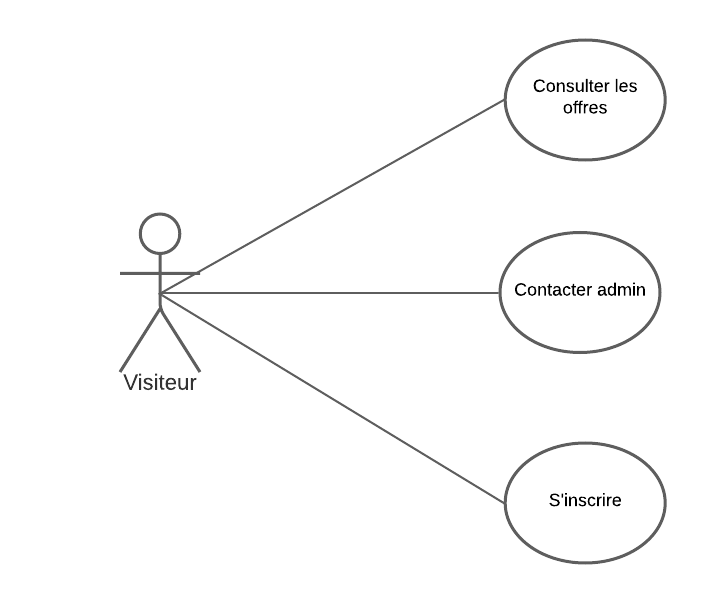 Consulter les
offres
Contacter admin
Visiteur
S'inscrire